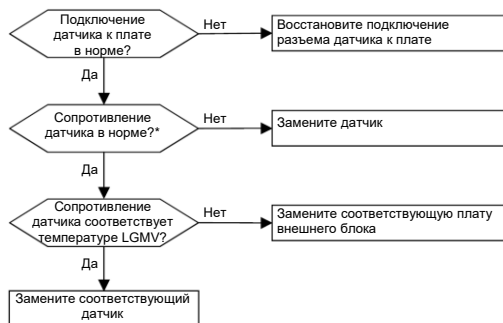 Подключение
датчика к плате
в норме?
Нет
Восстановите подключение
разъема датчика к плате
Да
Сопротивление
датчика в норме?*
Нет
Замените датчик
Да
Сопротивление
датчика соответствует
температуре LGMV?
Нет
Замените соответствующую плату
внешнего блока
Да
Замените соответствующий
датчик